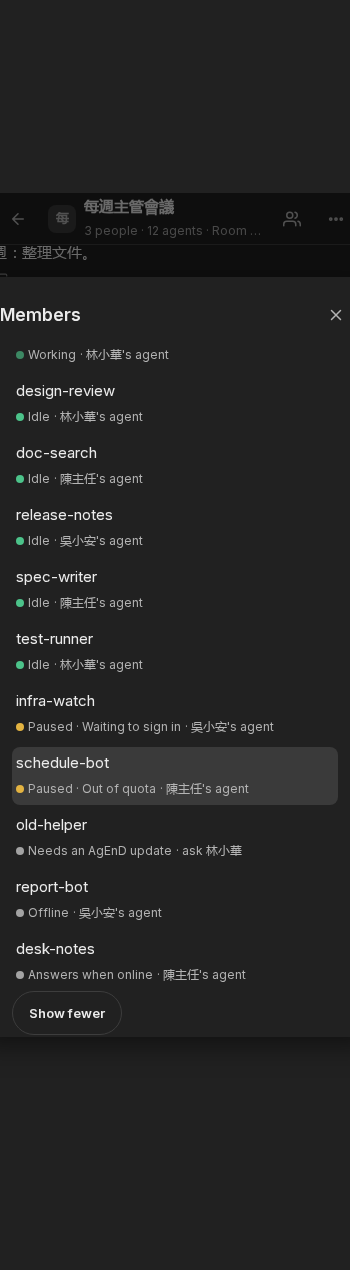 每
每週主管會議
3 people · 12 agents · Room …
週：整理文件。
Members
Working · 林小華's agent
design-review
Idle · 林小華's agent
doc-search
Idle · 陳主任's agent
release-notes
Idle · 吳小安's agent
spec-writer
Idle · 陳主任's agent
test-runner
Idle · 林小華's agent
infra-watch
Paused · Waiting to sign in · 吳小安's agent
schedule-bot
Paused · Out of quota · 陳主任's agent
old-helper
Needs an AgEnD update · ask 林小華
report-bot
Offline · 吳小安's agent
desk-notes
Answers when online · 陳主任's agent
Show fewer